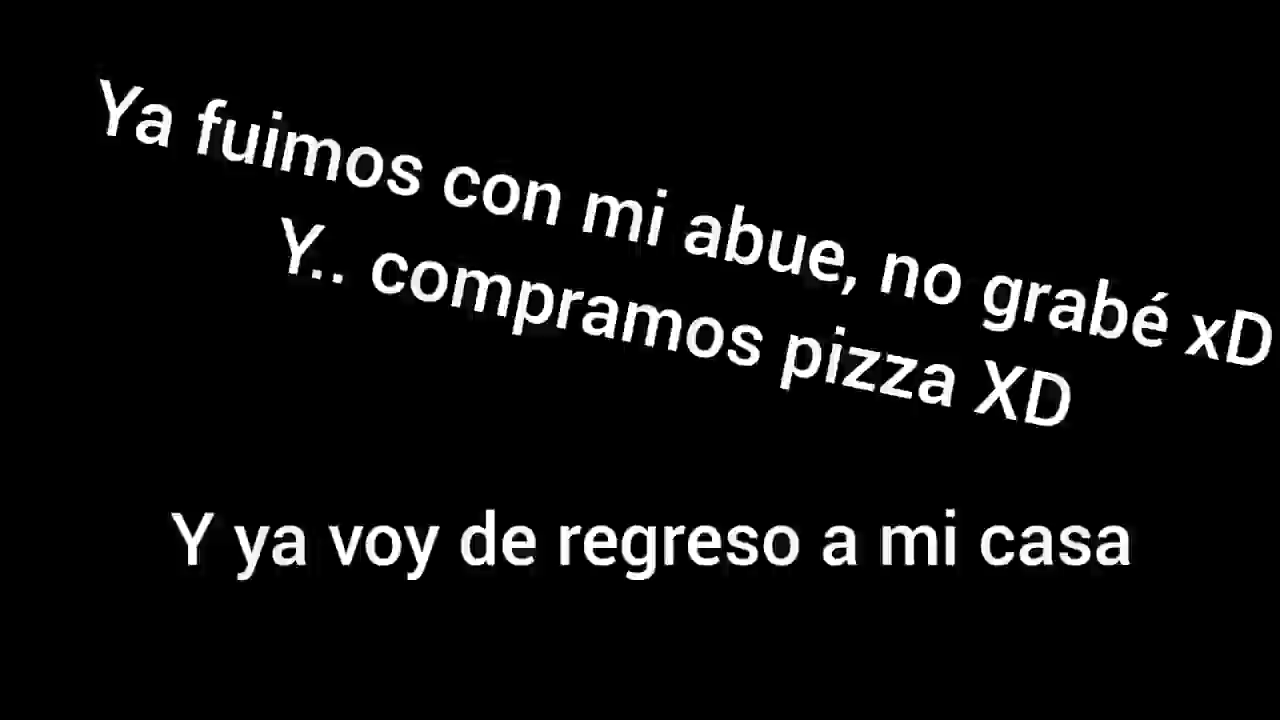 Ya fuimos con mi abue, no grabé xD
Y.. compramos pizza XD
Y ya voy de regreso a mi casa